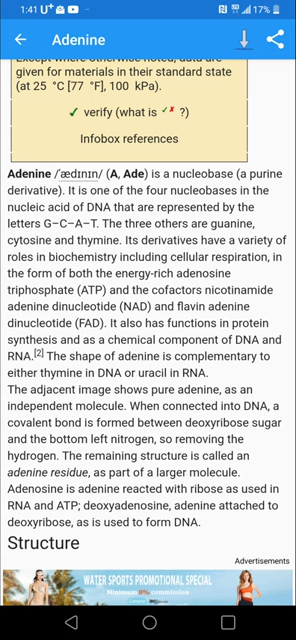 1:41 U+ 17%
Adenine
Except where otherwise noted, data are
given for materials in their standard state
(at 25 °C [77 °F], 100 kPa).
✓ verify (what is ✓✗ ?)
Infobox references
Adenine /ˈædɪnɪn/ (A, Ade) is a nucleobase (a purine
derivative). It is one of the four nucleobases in the
nucleic acid of DNA that are represented by the
letters G–C–A–T. The three others are guanine,
cytosine and thymine. Its derivatives have a variety of
roles in biochemistry including cellular respiration, in
the form of both the energy-rich adenosine
triphosphate (ATP) and the cofactors nicotinamide
adenine dinucleotide (NAD) and flavin adenine
dinucleotide (FAD). It also has functions in protein
synthesis and as a chemical component of DNA and
RNA.[2] The shape of adenine is complementary to
either thymine in DNA or uracil in RNA.
The adjacent image shows pure adenine, as an
independent molecule. When connected into DNA, a
covalent bond is formed between deoxyribose sugar
and the bottom left nitrogen, so removing the
hydrogen. The remaining structure is called an
adenine residue, as part of a larger molecule.
Adenosine is adenine reacted with ribose as used in
RNA and ATP; deoxyadenosine, adenine attached to
deoxyribose, as is used to form DNA.
Structure
Advertisements
WATER SPORTS PROMOTIONAL SPECIAL
Minimum 0% commission